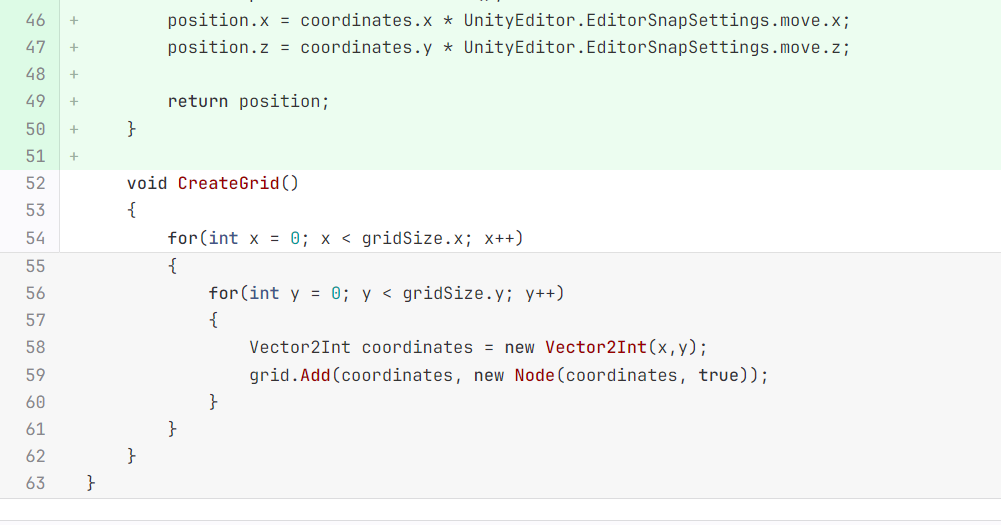 46 + position.x = coordinates.x * UnityEditor.EditorSnapSettings.move.x;
47 + position.z = coordinates.y * UnityEditor.EditorSnapSettings.move.z;
48 +
49 + return position;
50 + }
51 +
52 void CreateGrid()
53 {
54 for(int x = 0; x < gridSize.x; x++)
55 {
56 for(int y = 0; y < gridSize.y; y++)
57 {
58 Vector2Int coordinates = new Vector2Int(x,y);
59 grid.Add(coordinates, new Node(coordinates, true));
60 }
61 }
62 }
63 }